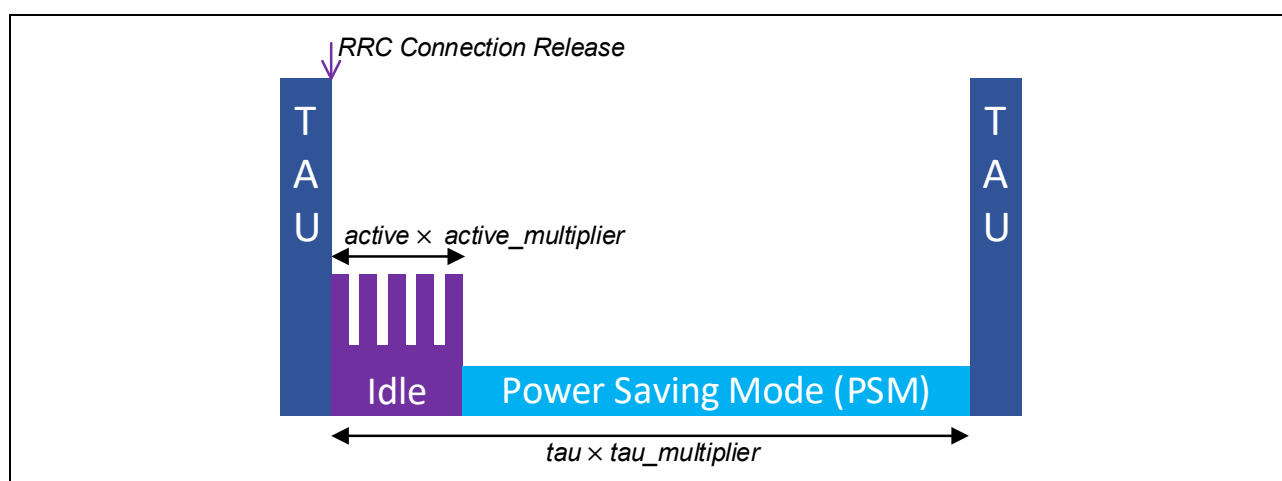 RRC Connection Release
T
A
U
T
A
U
active × active_multiplier
Idle
Power Saving Mode (PSM)
tau × tau_multiplier